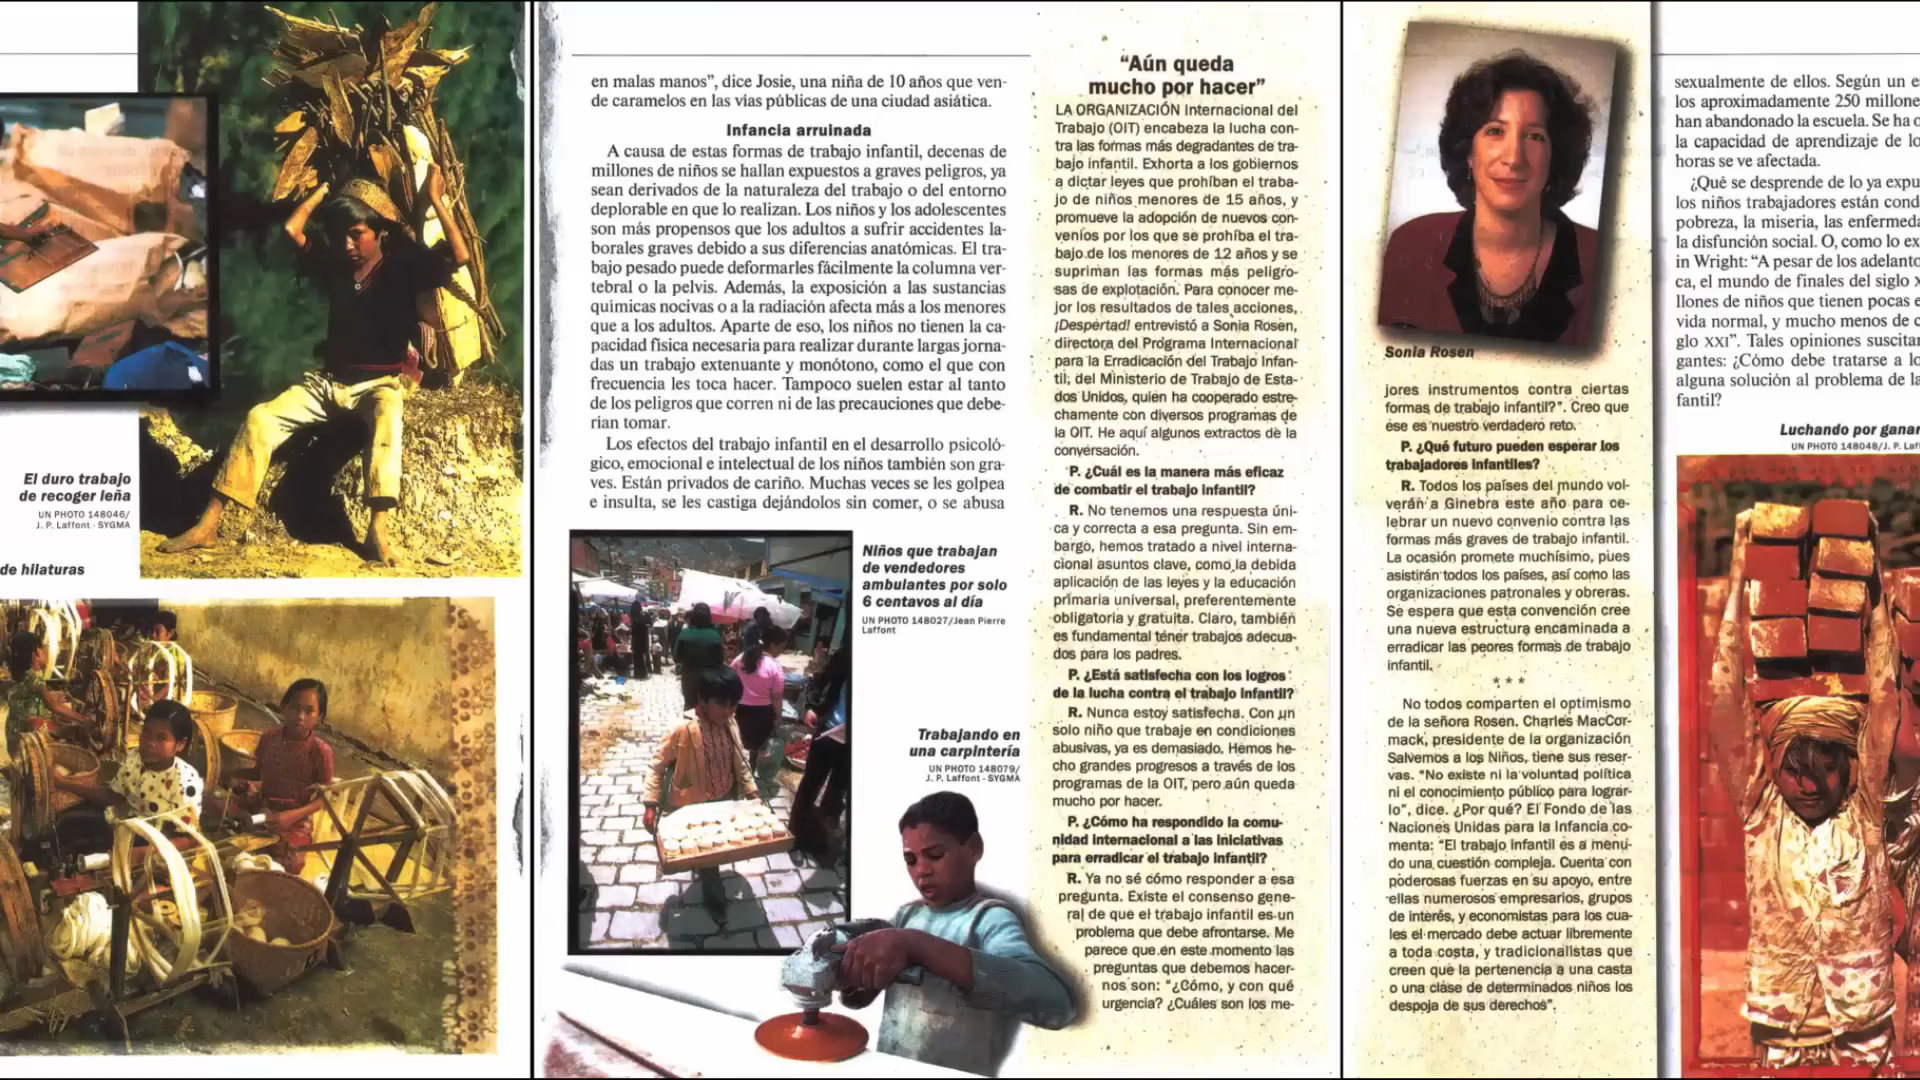 El duro trabajo
de recoger leña
UN PHOTO 148046/
J. P. Laffont - SYGMA
de hilaturas
en malas manos”, dice Josie, una niña de 10 años que ven-
de caramelos en las vías públicas de una ciudad asiática.
Infancia arruinada
A causa de estas formas de trabajo infantil, decenas de
millones de niños se hallan expuestos a graves peligros, ya
sean derivados de la naturaleza del trabajo o del entorno
deplorable en que lo realizan. Los niños y los adolescentes
son más propensos que los adultos a sufrir accidentes la-
borales graves debido a sus diferencias anatómicas. El tra-
bajo pesado puede deformarles fácilmente la columna ver-
tebral o la pelvis. Además, la exposición a las sustancias
químicas nocivas o a la radiación afecta más a los menores
que a los adultos. Aparte de eso, los niños no tienen la ca-
pacidad física necesaria para realizar durante largas jorna-
das un trabajo extenuante y monótono, como el que con
frecuencia les toca hacer. Tampoco suelen estar al tanto
de los peligros que corren ni de las precauciones que debe-
rían tomar.
Los efectos del trabajo infantil en el desarrollo psicoló-
gico, emocional e intelectual de los niños también son gra-
ves. Están privados de cariño. Muchas veces se les golpea
e insulta, se les castiga dejándolos sin comer, o se abusa
Niños que trabajan
de vendedores
ambulantes por solo
6 centavos al día
UN PHOTO 148027/Jean Pierre
Laffont
Trabajando en
una carpintería
UN PHOTO 148079/
J. P. Laffont - SYGMA
“Aún queda
mucho por hacer”
LA ORGANIZACIÓN Internacional del
Trabajo (OIT) encabeza la lucha con-
tra las formas más degradantes de tra-
bajo infantil. Exhorta a los gobiernos
a dictar leyes que prohíban el traba-
jo de niños menores de 15 años, y
promueve la adopción de nuevos con-
venios por los que se prohíba el tra-
bajo de los menores de 12 años y se
supriman las formas más peligro-
sas de explotación. Para conocer me-
jor los resultados de tales acciones,
¡Despertad! entrevistó a Sonia Rosen,
directora del Programa Internacional
para la Erradicación del Trabajo Infan-
til, del Ministerio de Trabajo de Esta-
dos Unidos, quien ha cooperado estre-
chamente con diversos programas de
la OIT. He aquí algunos extractos de la
conversación.
P. ¿Cuál es la manera más eficaz
de combatir el trabajo infantil?
R. No tenemos una respuesta úni-
ca y correcta a esa pregunta. Sin em-
bargo, hemos tratado a nivel interna-
cional asuntos clave, como la debida
aplicación de las leyes y la educación
primaria universal, preferentemente
obligatoria y gratuita. Claro, también
es fundamental tener trabajos adecua-
dos para los padres.
P. ¿Está satisfecha con los logros
de la lucha contra el trabajo infantil?
R. Nunca estoy satisfecha. Con un
solo niño que trabaje en condiciones
abusivas, ya es demasiado. Hemos he-
cho grandes progresos a través de los
programas de la OIT, pero aún queda
mucho por hacer.
P. ¿Cómo ha respondido la comu-
nidad internacional a las iniciativas
para erradicar el trabajo infantil?
R. Ya no sé cómo responder a esa
pregunta. Existe el consenso gene-
ral de que el trabajo infantil es un
problema que debe afrontarse. Me
parece que en este momento las
preguntas que debemos hacer-
nos son: “¿Cómo, y con qué
urgencia? ¿Cuáles son los me-
Sonia Rosen
jores instrumentos contra ciertas
formas de trabajo infantil?”. Creo que
ese es nuestro verdadero reto.
P. ¿Qué futuro pueden esperar los
trabajadores infantiles?
R. Todos los países del mundo vol-
verán a Ginebra este año para ce-
lebrar un nuevo convenio contra las
formas más graves de trabajo infantil.
La ocasión promete muchísimo, pues
asistirán todos los países, así como las
organizaciones patronales y obreras.
Se espera que esta convención cree
una nueva estructura encaminada a
erradicar las peores formas de trabajo
infantil.
* * *
No todos comparten el optimismo
de la señora Rosen. Charles MacCor-
mack, presidente de la organización
Salvemos a los Niños, tiene sus reser-
vas. “No existe ni la voluntad política
ni el conocimiento público para lograr-
lo”, dice. ¿Por qué? El Fondo de las
Naciones Unidas para la Infancia co-
menta: “El trabajo infantil es a menu-
do una cuestión compleja. Cuenta con
poderosas fuerzas en su apoyo, entre
ellas numerosos empresarios, grupos
de interés, y economistas para los cua-
les el mercado debe actuar libremente
a toda costa, y tradicionalistas que
creen que la pertenencia a una casta
o una clase de determinados niños los
despoja de sus derechos”.
sexualmente de ellos. Según un e
los aproximadamente 250 millone
han abandonado la escuela. Se ha c
la capacidad de aprendizaje de lo
horas se ve afectada.
¿Qué se desprende de lo ya expu
los niños trabajadores están cond
pobreza, la miseria, las enfermeda
la disfunción social. O, como lo ex
in Wright: “A pesar de los adelanto
ca, el mundo de finales del siglo x
llones de niños que tienen pocas e
vida normal, y mucho menos de c
glo XXI”. Tales opiniones suscitan
gantes: ¿Cómo debe tratarse a lo
alguna solución al problema de la
fantil?
Luchando por ganar
UN PHOTO 148048/J. P. Laf